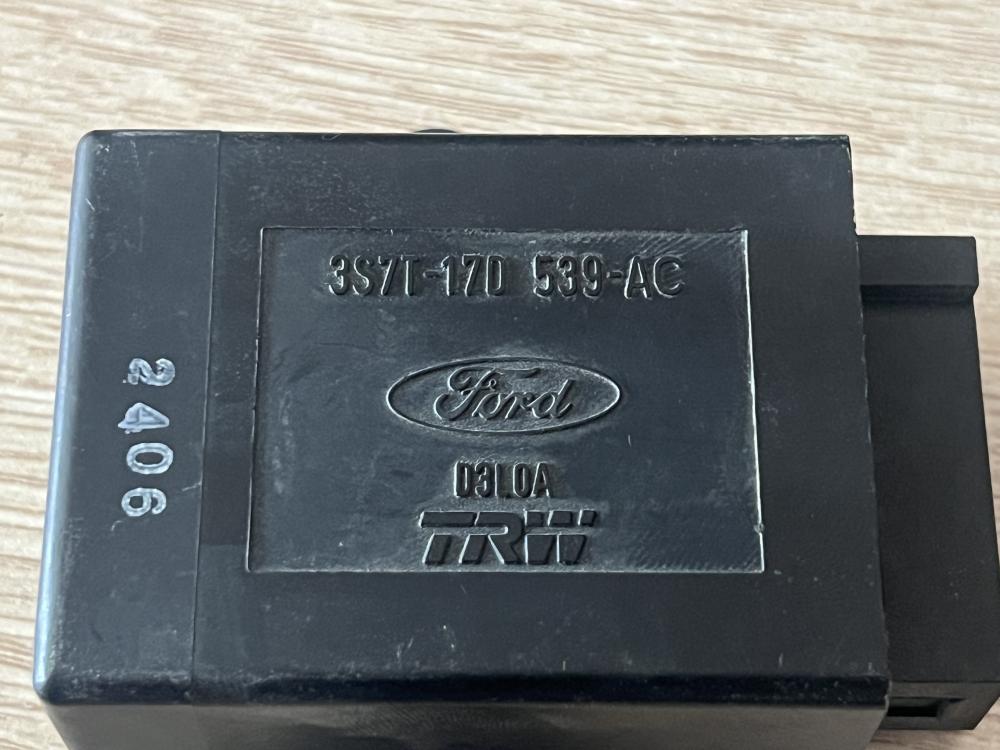 3S7T-17D 539-AC
Ford
D3L0A
TRW
2406